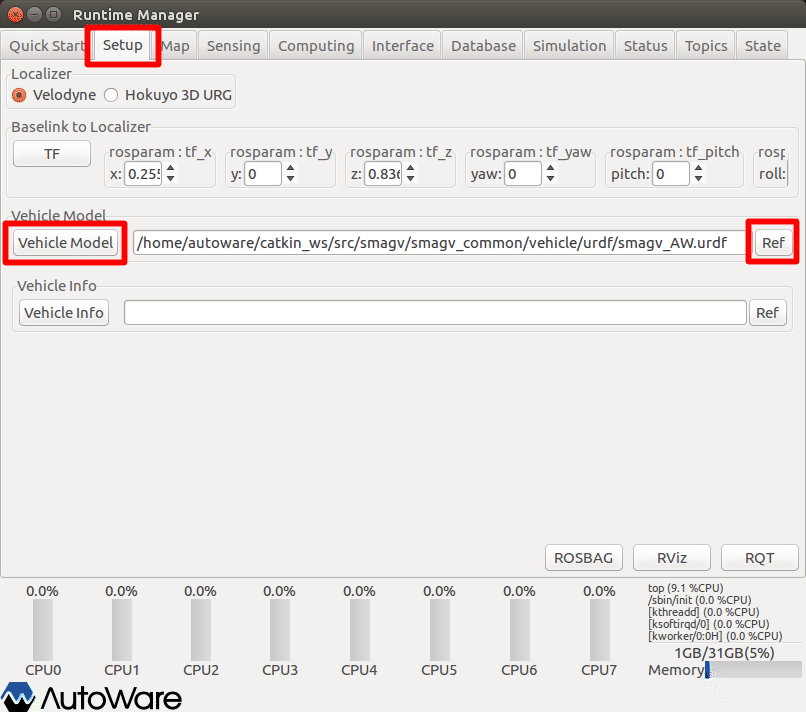 Runtime Manager
Quick Start Setup Map Sensing Computing Interface Database Simulation Status Topics State
Localizer
Velodyne Hokuyo 3D URG
Baselink to Localizer
TF
rosparam : tf_x rosparam : tf_y rosparam : tf_z rosparam : tf_yaw rosparam : tf_pitch rosp
x: 0.255 y: 0 z: 0.836 yaw: 0 pitch: 0 roll:
Vehicle Model
Vehicle Model /home/autoware/catkin_ws/src/smagv/smagv_common/vehicle/urdf/smagv_AW.urdf Ref
Vehicle Info
Vehicle Info Ref
ROSBAG RViz RQT
0.0% 0.0% 0.0% 0.0% 0.0% 0.0% 0.0% 0.0%
CPU0 CPU1 CPU2 CPU3 CPU4 CPU5 CPU6 CPU7
top (9.1 %CPU)
/sbin/init (0.0 %CPU)
[kthreadd] (0.0 %CPU)
[ksoftirqd/0] (0.0 %CPU)
[kworker/0:0H] (0.0 %CPU)
1GB/31GB(5%)
Memory
AutoWare